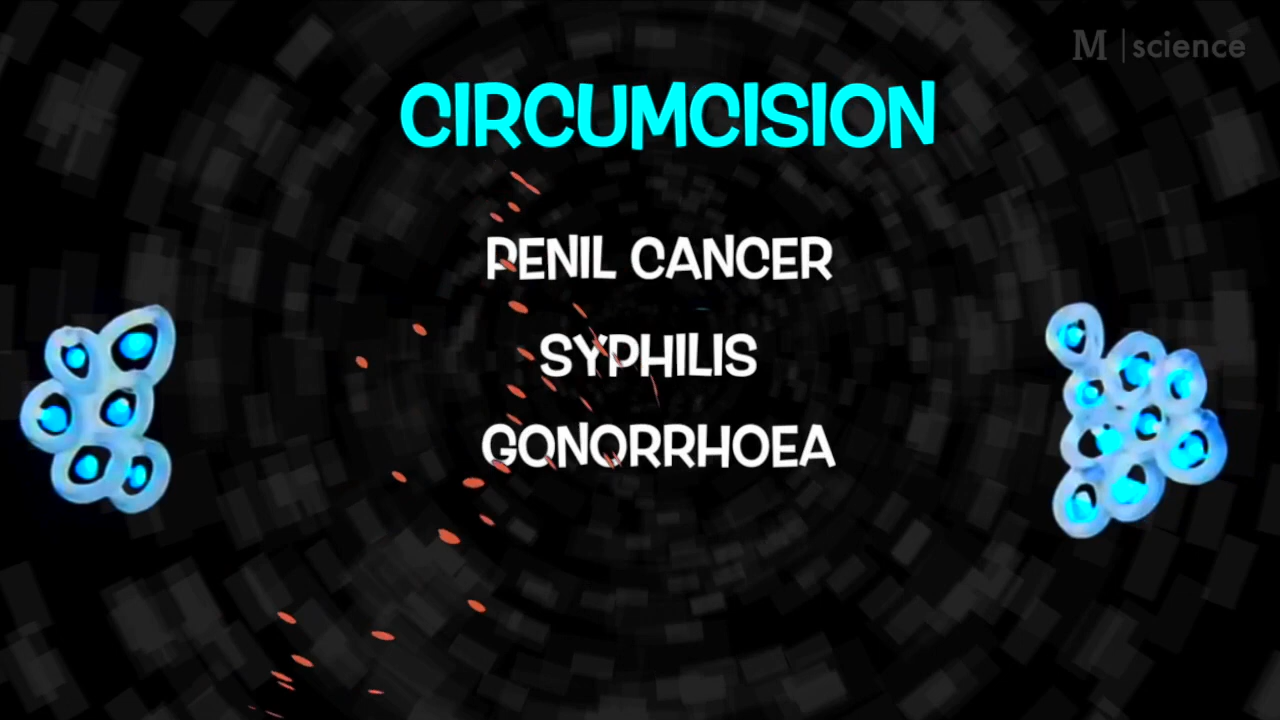 M | science
CIRCUMCISION
PENIL CANCER
SYPHILIS
GONORRHOEA